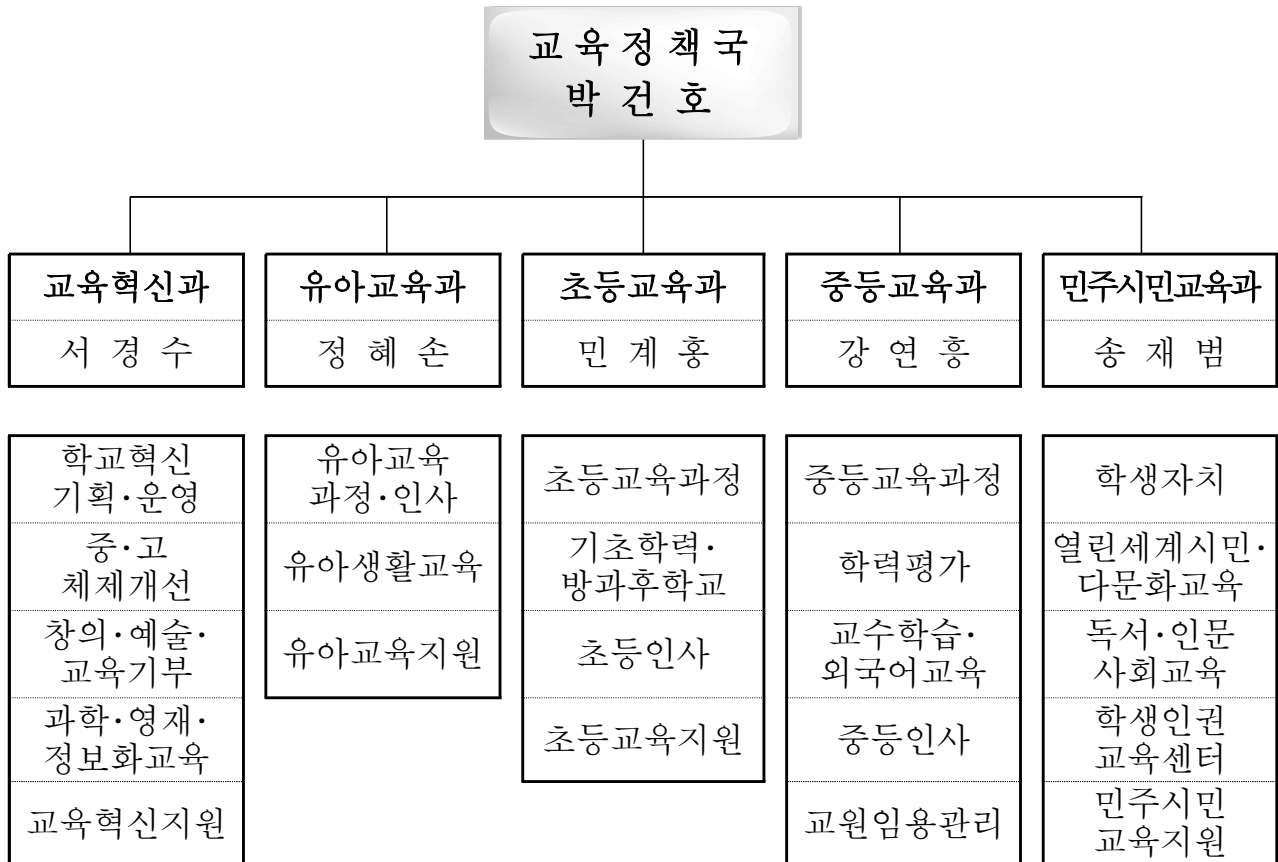 교육정책국
박건호
교육혁신과
서경수
유아교육과
정혜손
초등교육과
민계홍
중등교육과
강연흥
민주시민교육과
송재범
학교혁신
기획·운영
중·고
체제개선
창의·예술·
교육기부
과학·영재·
정보화교육
교육혁신지원
유아교육
과정·인사
유아생활교육
유아교육지원
초등교육과정
기초학력·
방과후학교
초등인사
초등교육지원
중등교육과정
학력평가
교수학습·
외국어교육
중등인사
교원임용관리
학생자치
열린세계시민·
다문화교육
독서·인문
사회교육
학생인권
교육센터
민주시민
교육지원